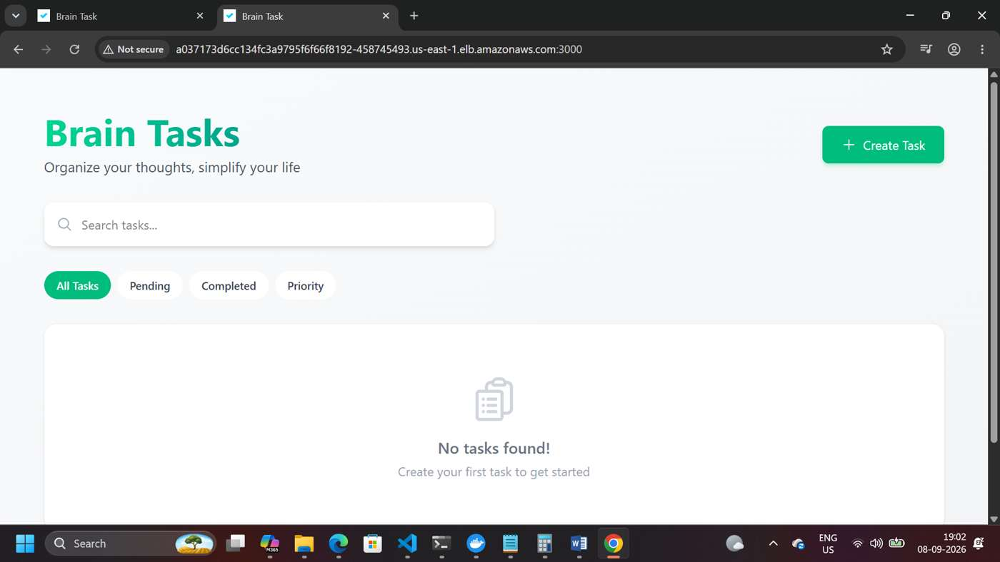 Brain Task
Brain Task
Not secure
a037173d6cc134fc3a9795f6f66f8192-458745493.us-east-1.elb.amazonaws.com:3000
Brain Tasks
Organize your thoughts, simplify your life
Create Task
Search tasks...
All Tasks
Pending
Completed
Priority
No tasks found!
Create your first task to get started
Search
M365
ENG
US
19:02
08-09-2026